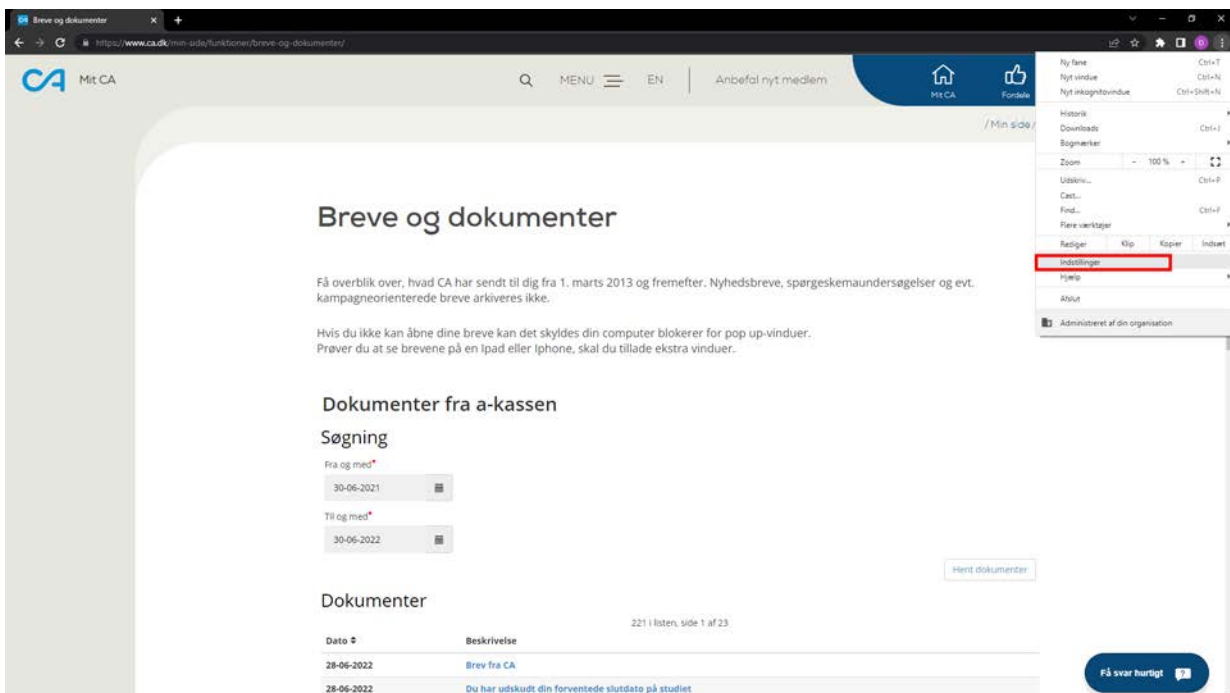 Breve og dokumenter
https://www.ca.dk/min-side/funktioner/breve-og-dokumenter/
CA Mit CA
MENU EN Anbefal nyt medlem
Mit CA Fordele
/ Min side /
Ny fane Ctrl+T
Nyt vindue Ctrl+N
Nyt inkognitovindue Ctrl+Shift+N
Historik
Downloads Ctrl+J
Bogmærker
Zoom - 100 % +
Udskriv... Ctrl+P
Cast...
Find... Ctrl+F
Flere værktøjer
Rediger Klip Kopier Indsæt
Indstillinger
Hjælp
Afslut
Administreret af din organisation
Breve og dokumenter
Få overblik over, hvad CA har sendt til dig fra 1. marts 2013 og fremefter. Nyhedsbreve, spørgeskemaundersøgelser og evt.
kampagneorienterede breve arkiveres ikke.
Hvis du ikke kan åbne dine breve kan det skyldes din computer blokerer for pop up-vinduer.
Prøver du at se brevene på en Ipad eller Iphone, skal du tillade ekstra vinduer.
Dokumenter fra a-kassen
Søgning
Fra og med*
30-06-2021
Til og med*
30-06-2022
Hent dokumenter
Dokumenter
221 i listen, side 1 af 23
Dato Beskrivelse
28-06-2022 Brev fra CA
28-06-2022 Du har udskudt din forventede slutdato på studiet
Få svar hurtigt ?